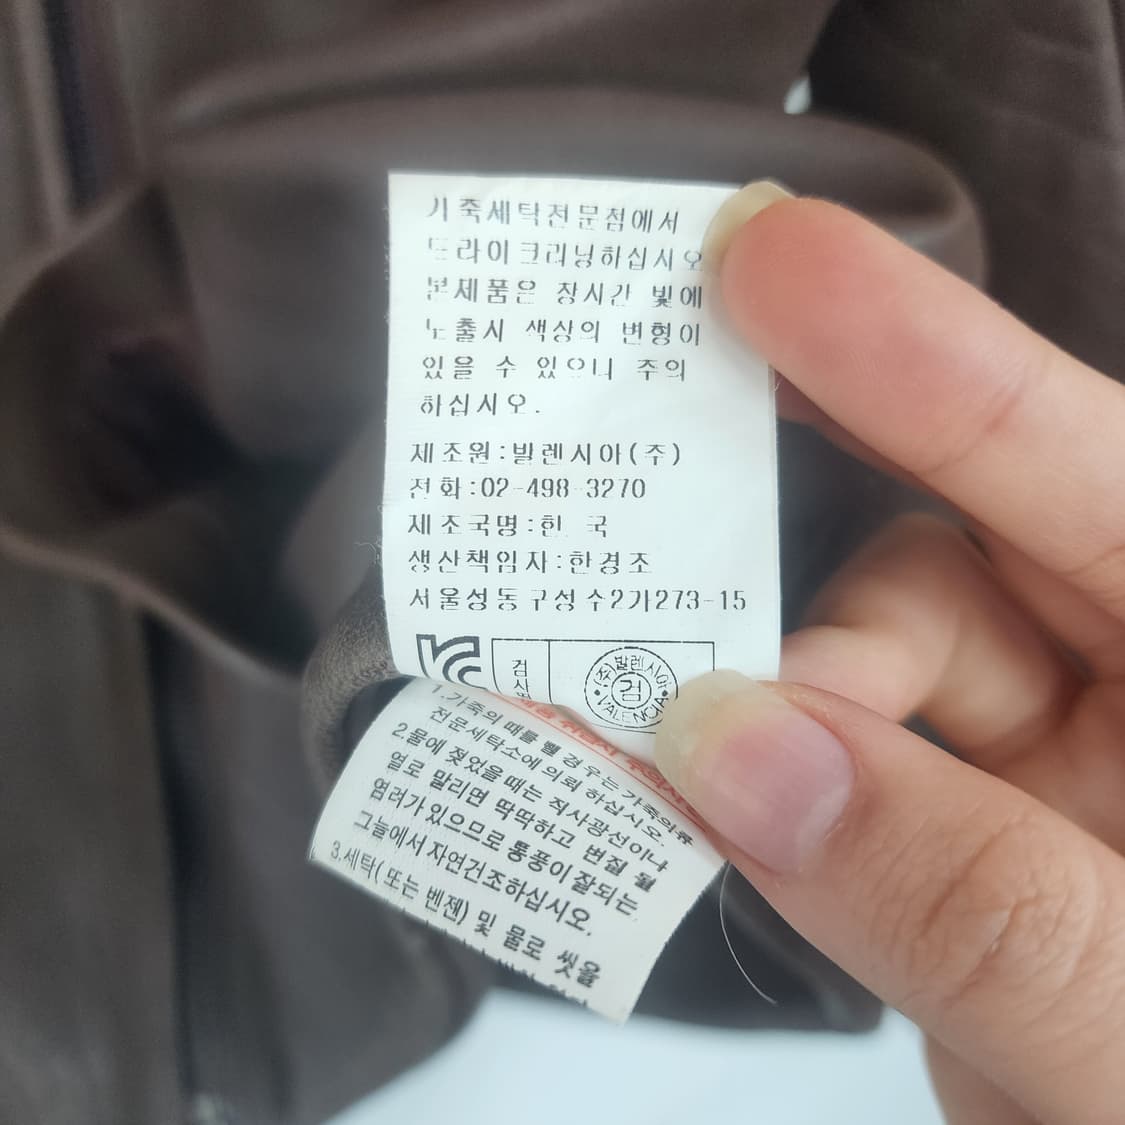 가죽세탁전문점에서
드라이크리닝하십시오
본제품은 장시간 빛에
노출시 색상의 변형이
있을 수 있으니 주의
하십시오.
제조원:발렌시아(주)
전화:02-498-3270
제조국명:한 국
생산책임자:한경조
서울성동구성수2가273-15
검사
(주)발렌시아
검
VALENCIA
1.가죽의 때를 뺄 경우는 가죽의류
전문세탁소에 의뢰 하십시오.
2.물에 젖었을 때는 직사광선이나
열로 말리면 딱딱하고 변질 될
염려가 있으므로 통풍이 잘되는
그늘에서 자연건조하십시오.
3.세탁(또는 벤젠) 및 물로 씻을